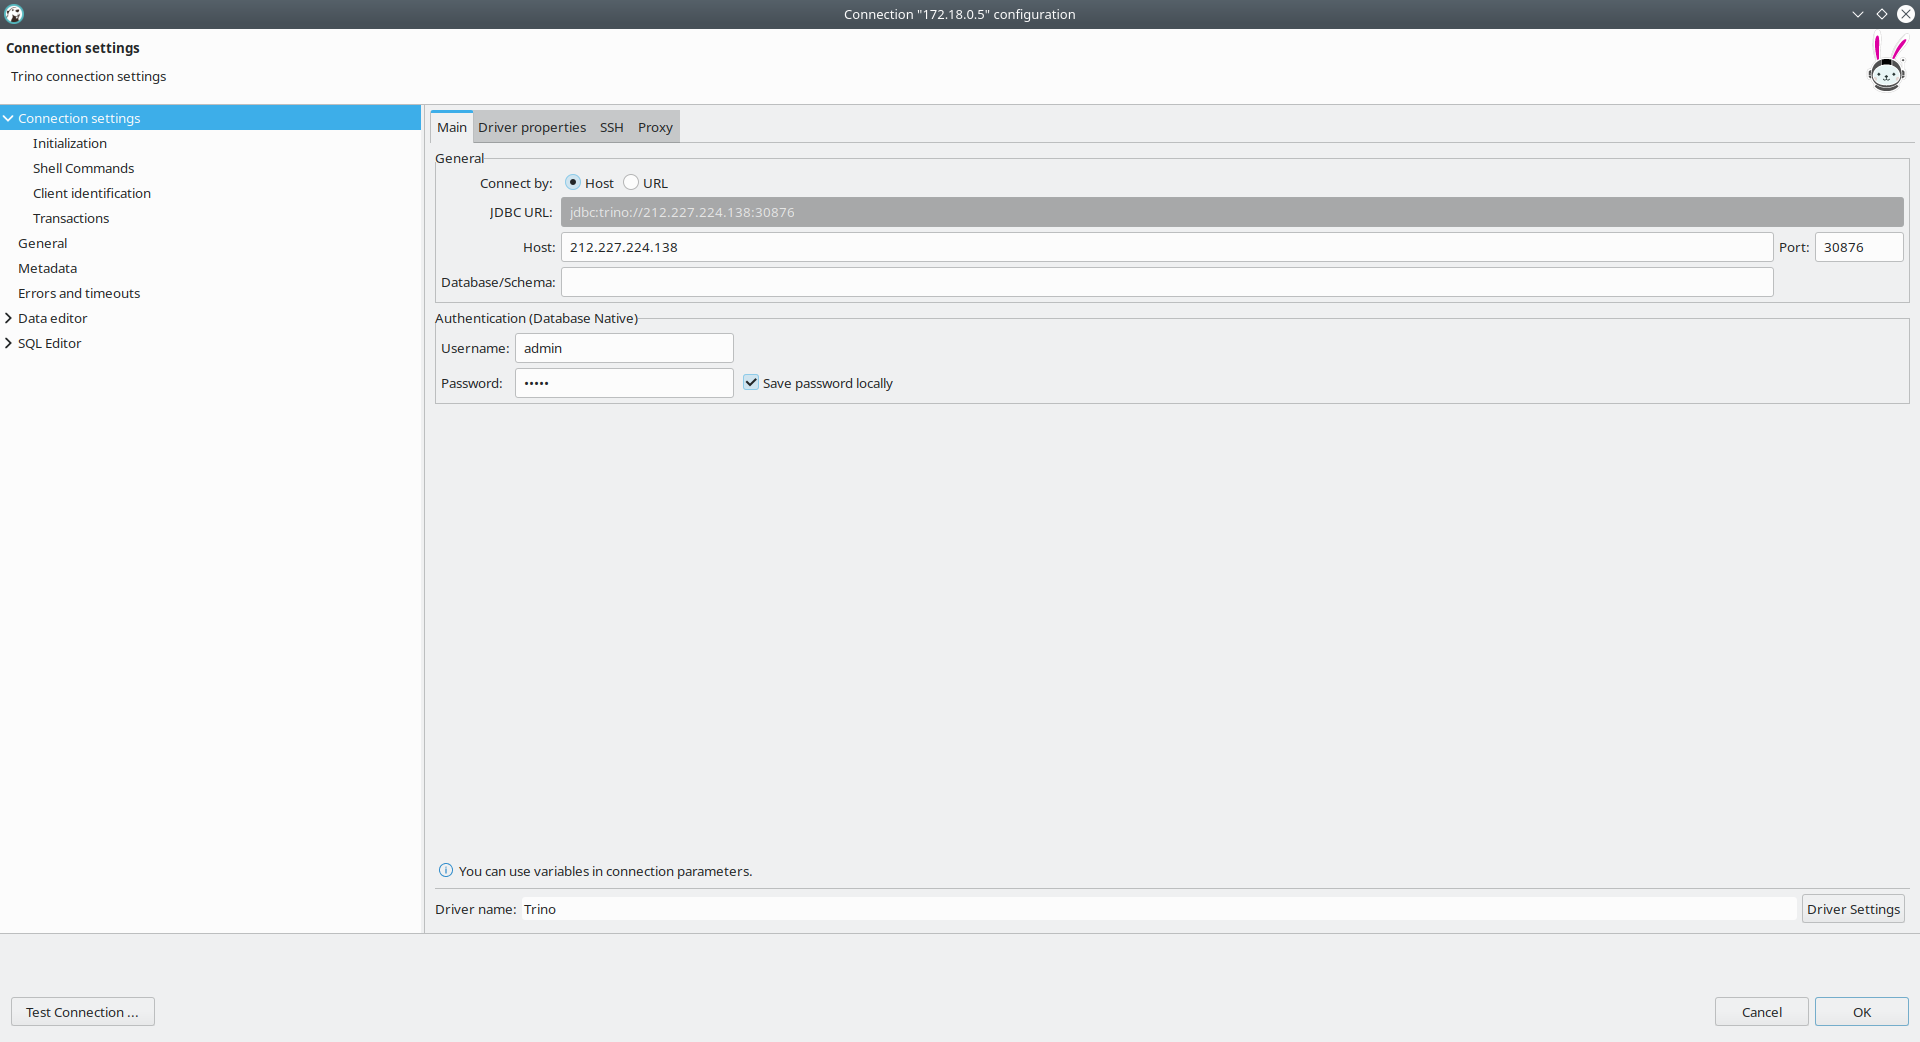 Connection "172.18.0.5" configuration
Connection settings
Trino connection settings
Connection settings
Initialization
Shell Commands
Client identification
Transactions
General
Metadata
Errors and timeouts
Data editor
SQL Editor
Main Driver properties SSH Proxy
General
Connect by: Host URL
JDBC URL: jdbc:trino://212.227.224.138:30876
Host: 212.227.224.138 Port: 30876
Database/Schema:
Authentication (Database Native)
Username: admin
Password: ••••• Save password locally
You can use variables in connection parameters.
Driver name: Trino Driver Settings
Test Connection ... Cancel OK